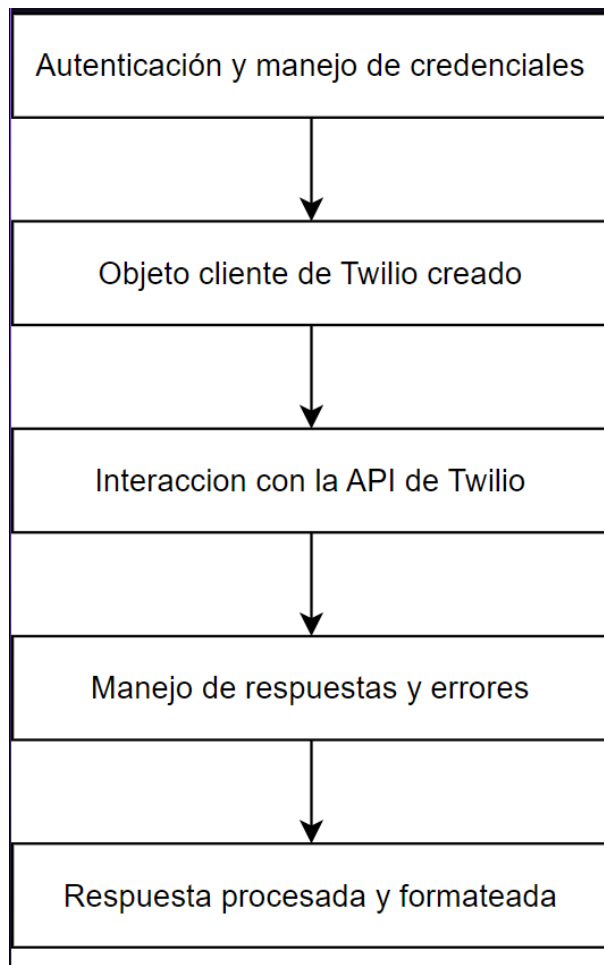 Autenticación y manejo de credenciales
Objeto cliente de Twilio creado
Interaccion con la API de Twilio
Manejo de respuestas y errores
Respuesta procesada y formateada